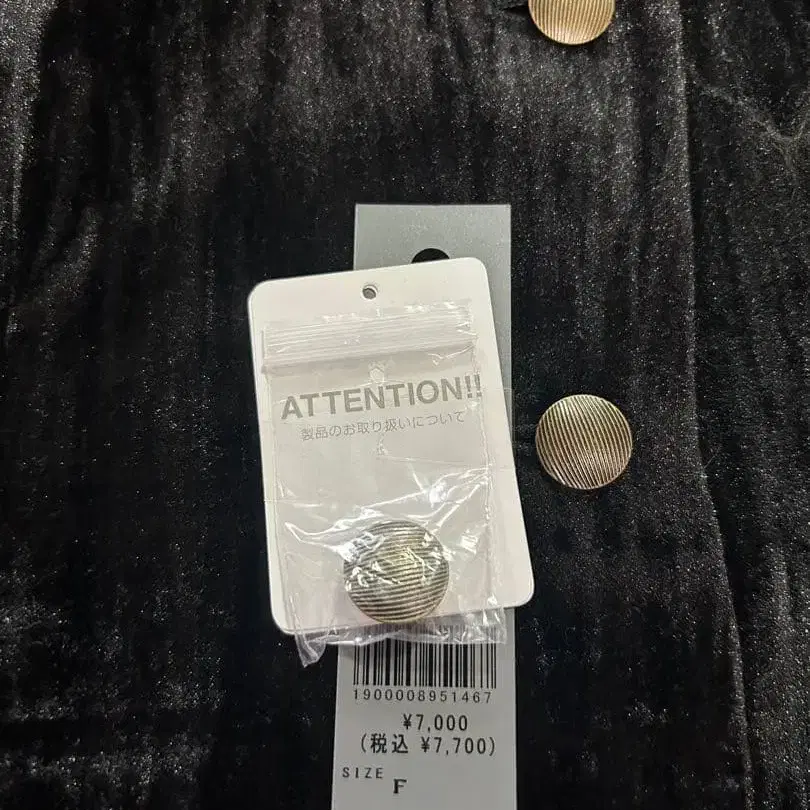 ATTENTION!!
製品のお取り扱いについて
1900008951467
¥7,000
(税込 ¥7,700)
SIZE
F